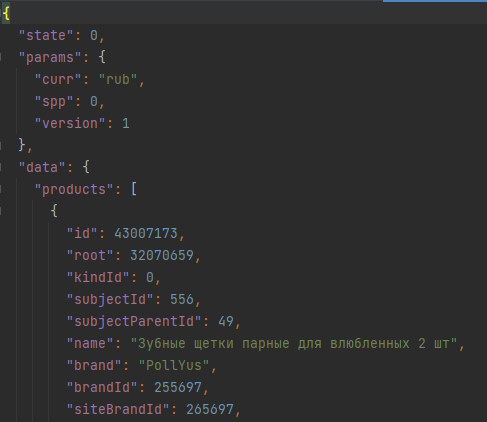 {
"state": 0,
"params": {
"curr": "rub",
"spp": 0,
"version": 1
},
"data": {
"products": [
{
"id": 43007173,
"root": 32070659,
"kindId": 0,
"subjectId": 556,
"subjectParentId": 49,
"name": "Зубные щетки парные для влюбленных 2 шт",
"brand": "PollYus",
"brandId": 255697,
"siteBrandId": 265697,